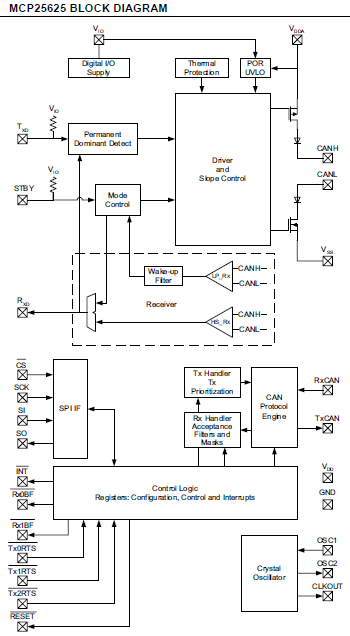 MCP25625 BLOCK DIAGRAM
VIO
VDDA
Digital I/O
Supply
Thermal
Protection
POR
UVLO
VIO
TXD
Permanent
Dominant Detect
Driver
and
Slope Control
CANH
CANL
VIO
STBY
Mode
Control
VSS
Wake-up
Filter
LP_Rx
CANH
CANL
RXD
Receiver
HS_Rx
CANH
CANL
CS
SCK
SI
SO
SPI IF
Tx Handler
Tx
Prioritization
Rx Handler
Acceptance
Filters and
Masks
CAN
Protocol
Engine
RxCAN
TxCAN
INT
Rx0BF
Control Logic
Registers: Configuration, Control and Interrupts
VDD
GND
Rx1BF
Tx0RTS
Tx1RTS
Tx2RTS
RESET
Crystal
Oscillator
OSC1
OSC2
CLKOUT